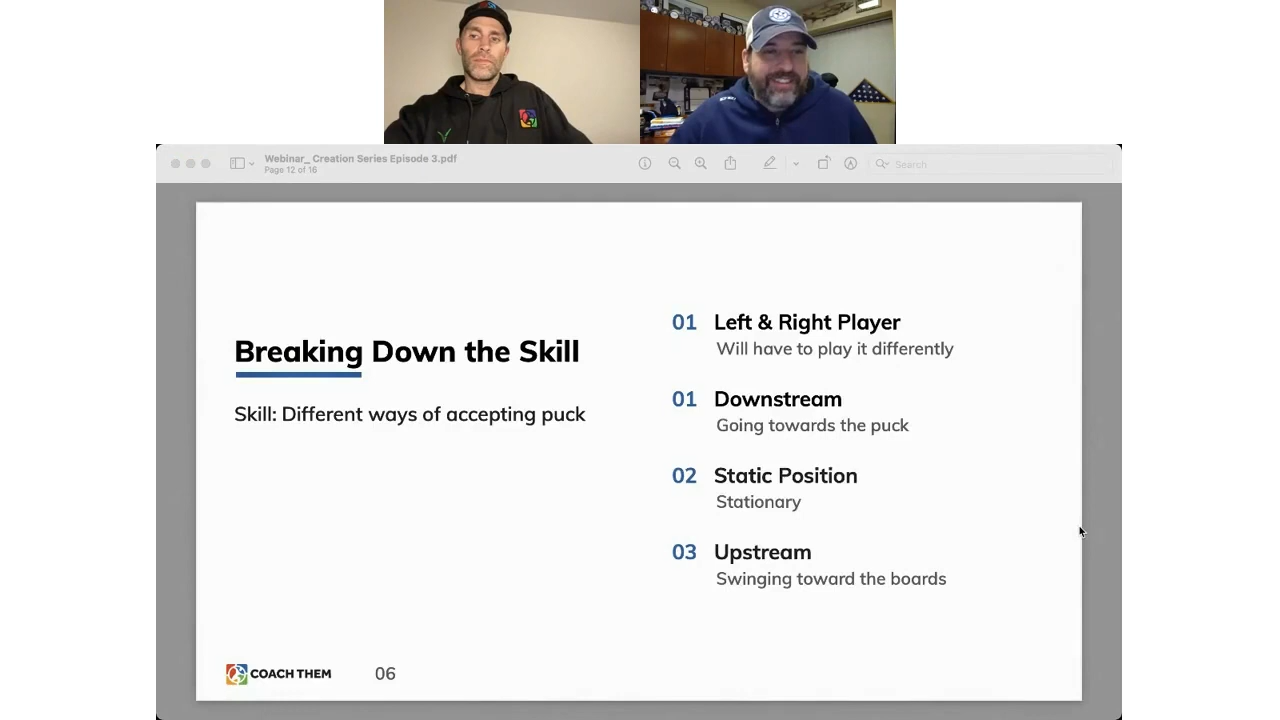 Webinar_ Creation Series Episode 3.pdf
Page 12 of 16
Search
Breaking Down the Skill
Skill: Different ways of accepting puck
01 Left & Right Player
Will have to play it differently
01 Downstream
Going towards the puck
02 Static Position
Stationary
03 Upstream
Swinging toward the boards
COACH THEM
06